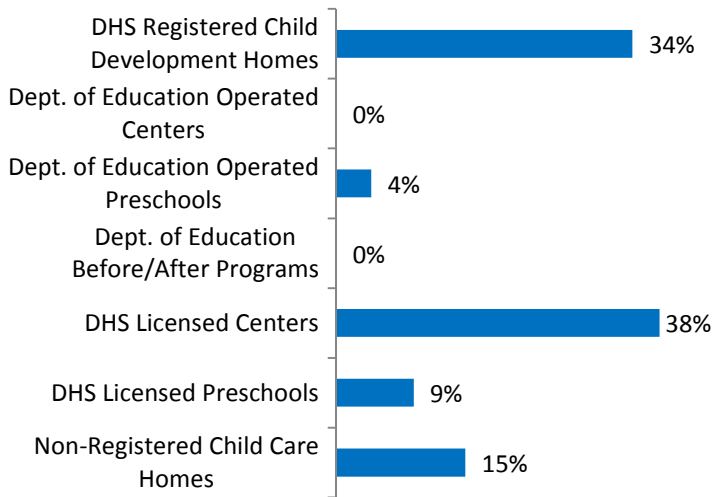 DHS Registered Child
Development Homes
34%
Dept. of Education Operated
Centers
0%
Dept. of Education Operated
Preschools
4%
Dept. of Education
Before/After Programs
0%
DHS Licensed Centers
38%
DHS Licensed Preschools
9%
Non-Registered Child Care
Homes
15%